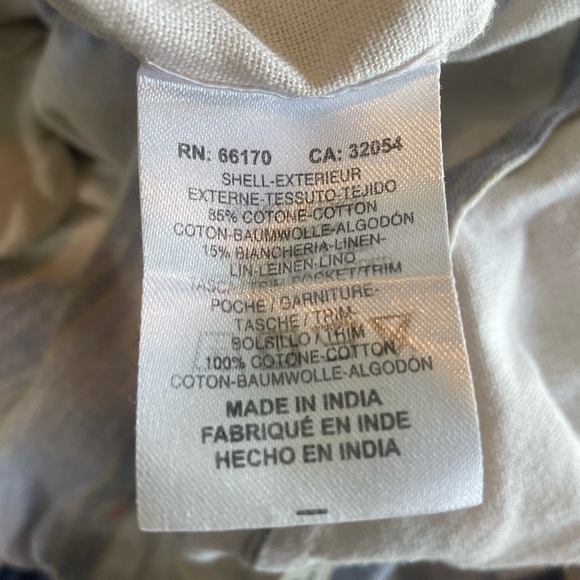 RN: 66170 CA: 32054
SHELL-EXTERIEUR
EXTERNE-TESSUTO-TEJIDO
85% COTONE-COTTON
COTON-BAUMWOLLE-ALGODÓN
15% BIANCHERIA-LINEN-
LIN-LEINEN-LINO
POCKET/TRIM
POCHE / GARNITURE-
TASCHE / TRIM-
BOLSILLO / TRIM
100% COTONE-COTTON
COTON-BAUMWOLLE-ALGODÓN
MADE IN INDIA
FABRIQUÉ EN INDE
HECHO EN INDIA